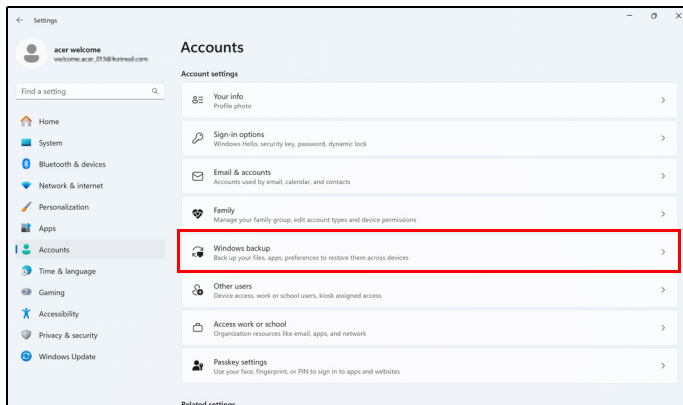 Settings
acer welcome
Accounts
Account settings
Find a setting
Your info
Profile photo
Home
Sign-in options
Windows Hello, security key, password, dynamic lock
System
Bluetooth & devices
Email & accounts
Accounts used by email, calendar, and contacts
Network & internet
Personalization
Family
Manage your family group, edit account types and device permissions
Apps
Accounts
Windows backup
Back up your files, apps, preferences to restore them across devices
Time & language
Gaming
Other users
Device access, work or school users, kiosk assigned access
Accessibility
Access work or school
Organization resources like email, apps, and network
Privacy & security
Windows Update
Passkey settings
Use your face, fingerprint, or PIN to sign in to apps and websites
Related settings